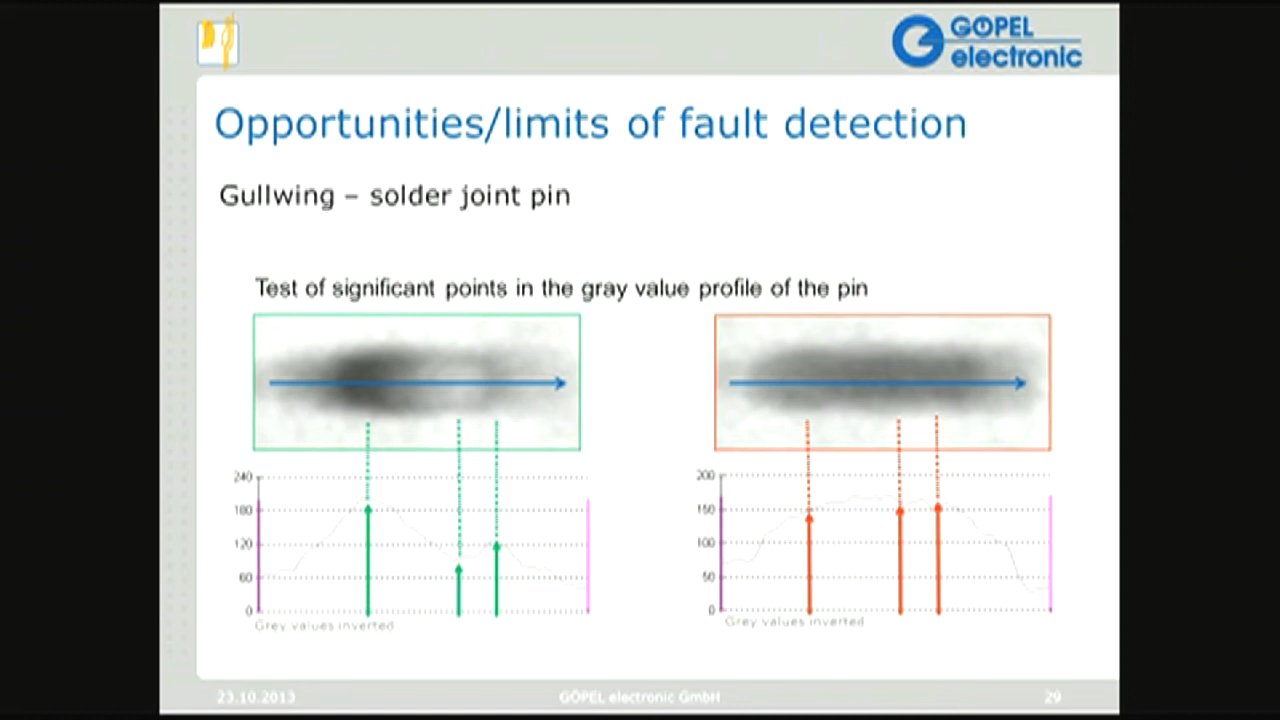 GÖPEL
electronic
Opportunities/limits of fault detection
Gullwing – solder joint pin
Test of significant points in the gray value profile of the pin
240
180
120
60
0
Grey values inverted
200
150
100
50
0
Grey values inverted
23.10.2013
GÖPEL electronic GmbH
29